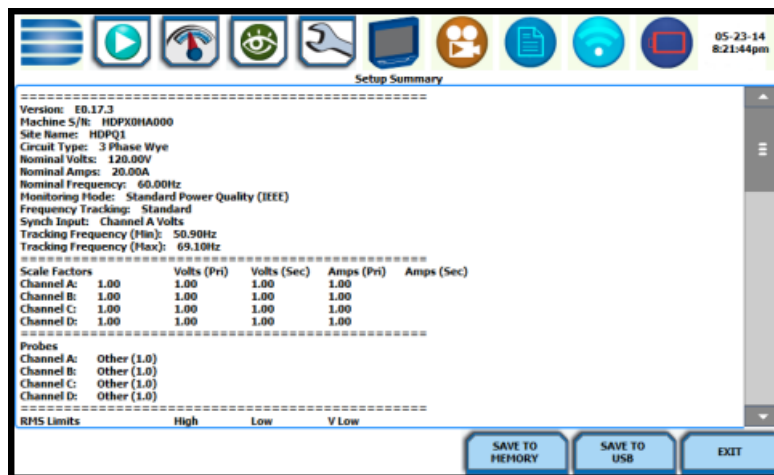 05-23-14
8:21:44pm
Setup Summary
==================================================
Version: E0.17.3
Machine S/N: HDPX0HA000
Site Name: HDPQ1
Circuit Type: 3 Phase Wye
Nominal Volts: 120.00V
Nominal Amps: 20.00A
Nominal Frequency: 60.00Hz
Monitoring Mode: Standard Power Quality (IEEE)
Frequency Tracking: Standard
Synch Input: Channel A Volts
Tracking Frequency (Min): 50.90Hz
Tracking Frequency (Max): 69.10Hz
==================================================
Scale Factors Volts (Pri) Volts (Sec) Amps (Pri) Amps (Sec)
Channel A: 1.00 1.00 1.00 1.00
Channel B: 1.00 1.00 1.00 1.00
Channel C: 1.00 1.00 1.00 1.00
Channel D: 1.00 1.00 1.00 1.00
==================================================
Probes
Channel A: Other (1.0)
Channel B: Other (1.0)
Channel C: Other (1.0)
Channel D: Other (1.0)
==================================================
RMS Limits High Low V Low
SAVE TO MEMORY
SAVE TO USB
EXIT